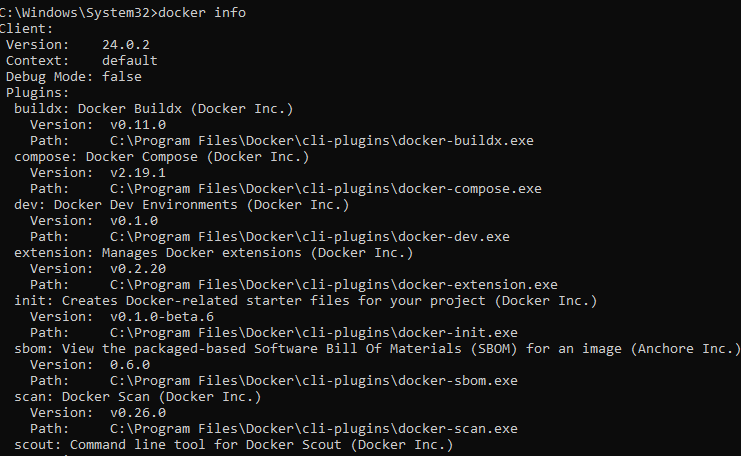 C:\Windows\System32>docker info
Client:
 Version:    24.0.2
 Context:    default
 Debug Mode: false
 Plugins:
  buildx: Docker Buildx (Docker Inc.)
    Version:  v0.11.0
    Path:     C:\Program Files\Docker\cli-plugins\docker-buildx.exe
  compose: Docker Compose (Docker Inc.)
    Version:  v2.19.1
    Path:     C:\Program Files\Docker\cli-plugins\docker-compose.exe
  dev: Docker Dev Environments (Docker Inc.)
    Version:  v0.1.0
    Path:     C:\Program Files\Docker\cli-plugins\docker-dev.exe
  extension: Manages Docker extensions (Docker Inc.)
    Version:  v0.2.20
    Path:     C:\Program Files\Docker\cli-plugins\docker-extension.exe
  init: Creates Docker-related starter files for your project (Docker Inc.)
    Version:  v0.1.0-beta.6
    Path:     C:\Program Files\Docker\cli-plugins\docker-init.exe
  sbom: View the packaged-based Software Bill Of Materials (SBOM) for an image (Anchore Inc.)
    Version:  0.6.0
    Path:     C:\Program Files\Docker\cli-plugins\docker-sbom.exe
  scan: Docker Scan (Docker Inc.)
    Version:  v0.26.0
    Path:     C:\Program Files\Docker\cli-plugins\docker-scan.exe
  scout: Command line tool for Docker Scout (Docker Inc.)